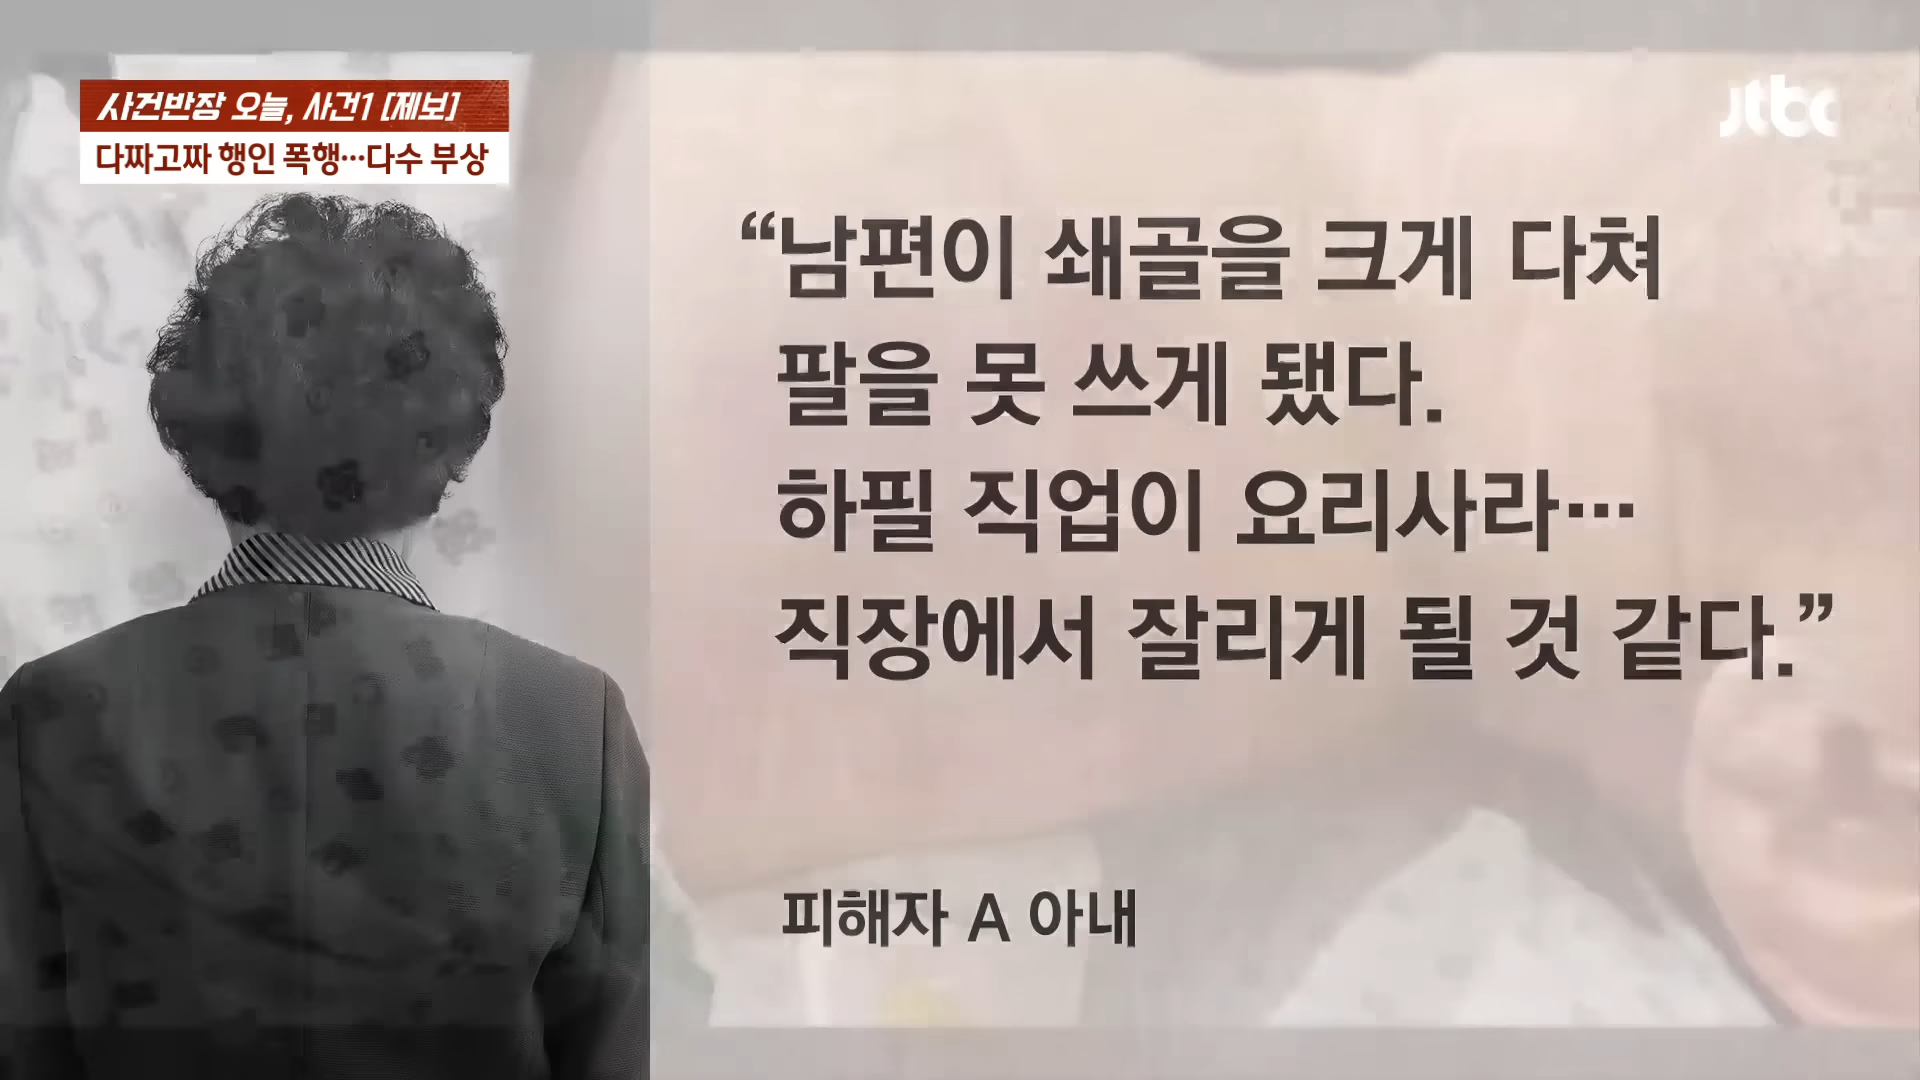 사건반장 오늘, 사건1 [제보]
다짜고짜 행인 폭행…다수 부상
jtbc
“남편이 쇄골을 크게 다쳐
팔을 못 쓰게 됐다.
하필 직업이 요리사라…
직장에서 잘리게 될 것 같다.”
피해자 A 아내